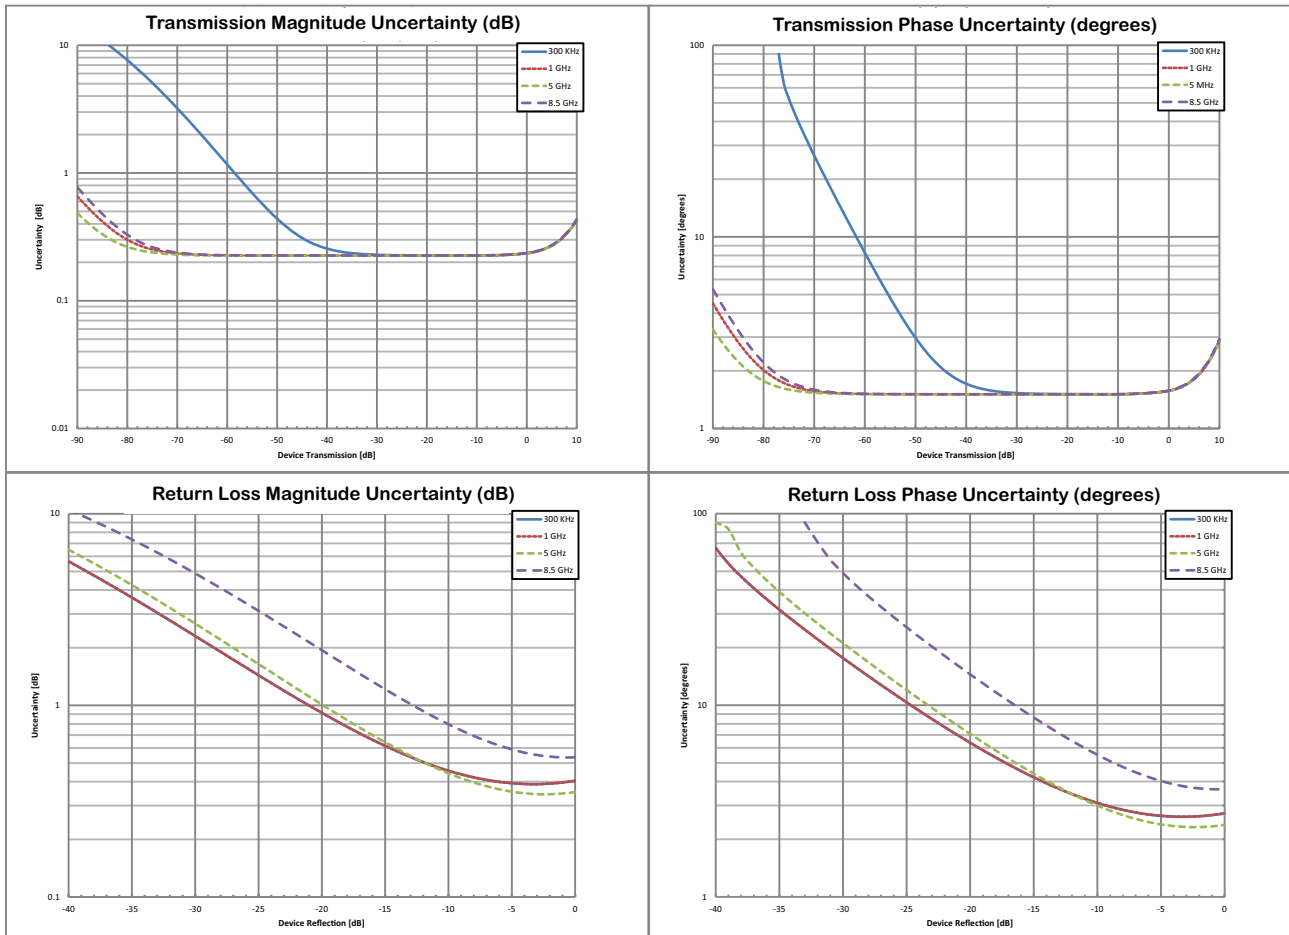 Transmission Magnitude Uncertainty (dB)
10
1
0.1
0.01
Uncertainty [dB]
300 KHz
1 GHz
5 GHz
8.5 GHz
-90 -80 -70 -60 -50 -40 -30 -20 -10 0 10
Device Transmission [dB]
Transmission Phase Uncertainty (degrees)
100
10
1
Uncertainty [degrees]
300 KHz
1 GHz
5 MHz
8.5 GHz
-90 -80 -70 -60 -50 -40 -30 -20 -10 0 10
Device Transmission [dB]
Return Loss Magnitude Uncertainty (dB)
10
1
0.1
Uncertainty [dB]
300 KHz
1 GHz
5 GHz
8.5 GHz
-40 -35 -30 -25 -20 -15 -10 -5 0
Device Reflection [dB]
Return Loss Phase Uncertainty (degrees)
100
10
1
Uncertainty [degrees]
300 KHz
1 GHz
5 GHz
8.5 GHz
-40 -35 -30 -25 -20 -15 -10 -5 0
Device Reflection [dB]